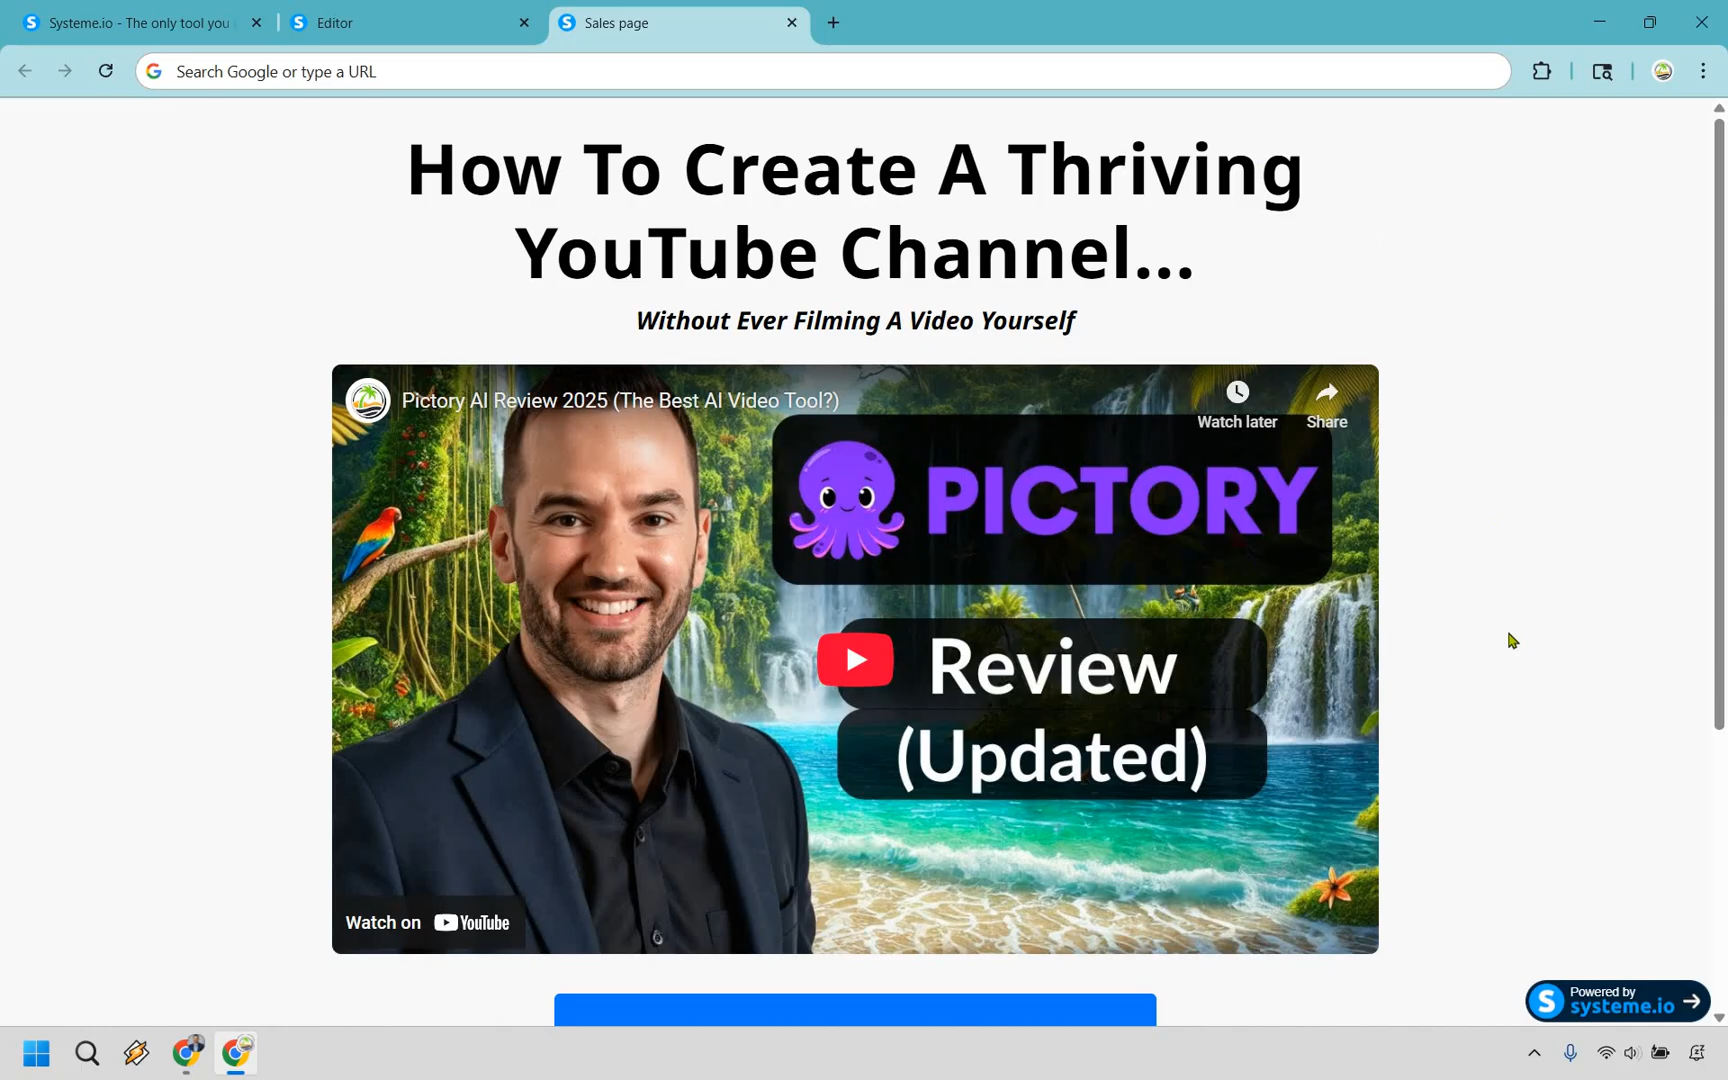 Systeme.io - The only tool you
Editor
Sales page
Search Google or type a URL
How To Create A Thriving
YouTube Channel...
Without Ever Filming A Video Yourself
Pictory AI Review 2025 (The Best AI Video Tool?)
Watch later
Share
PICTORY
Review
(Updated)
Watch on YouTube
Powered by
systeme.io